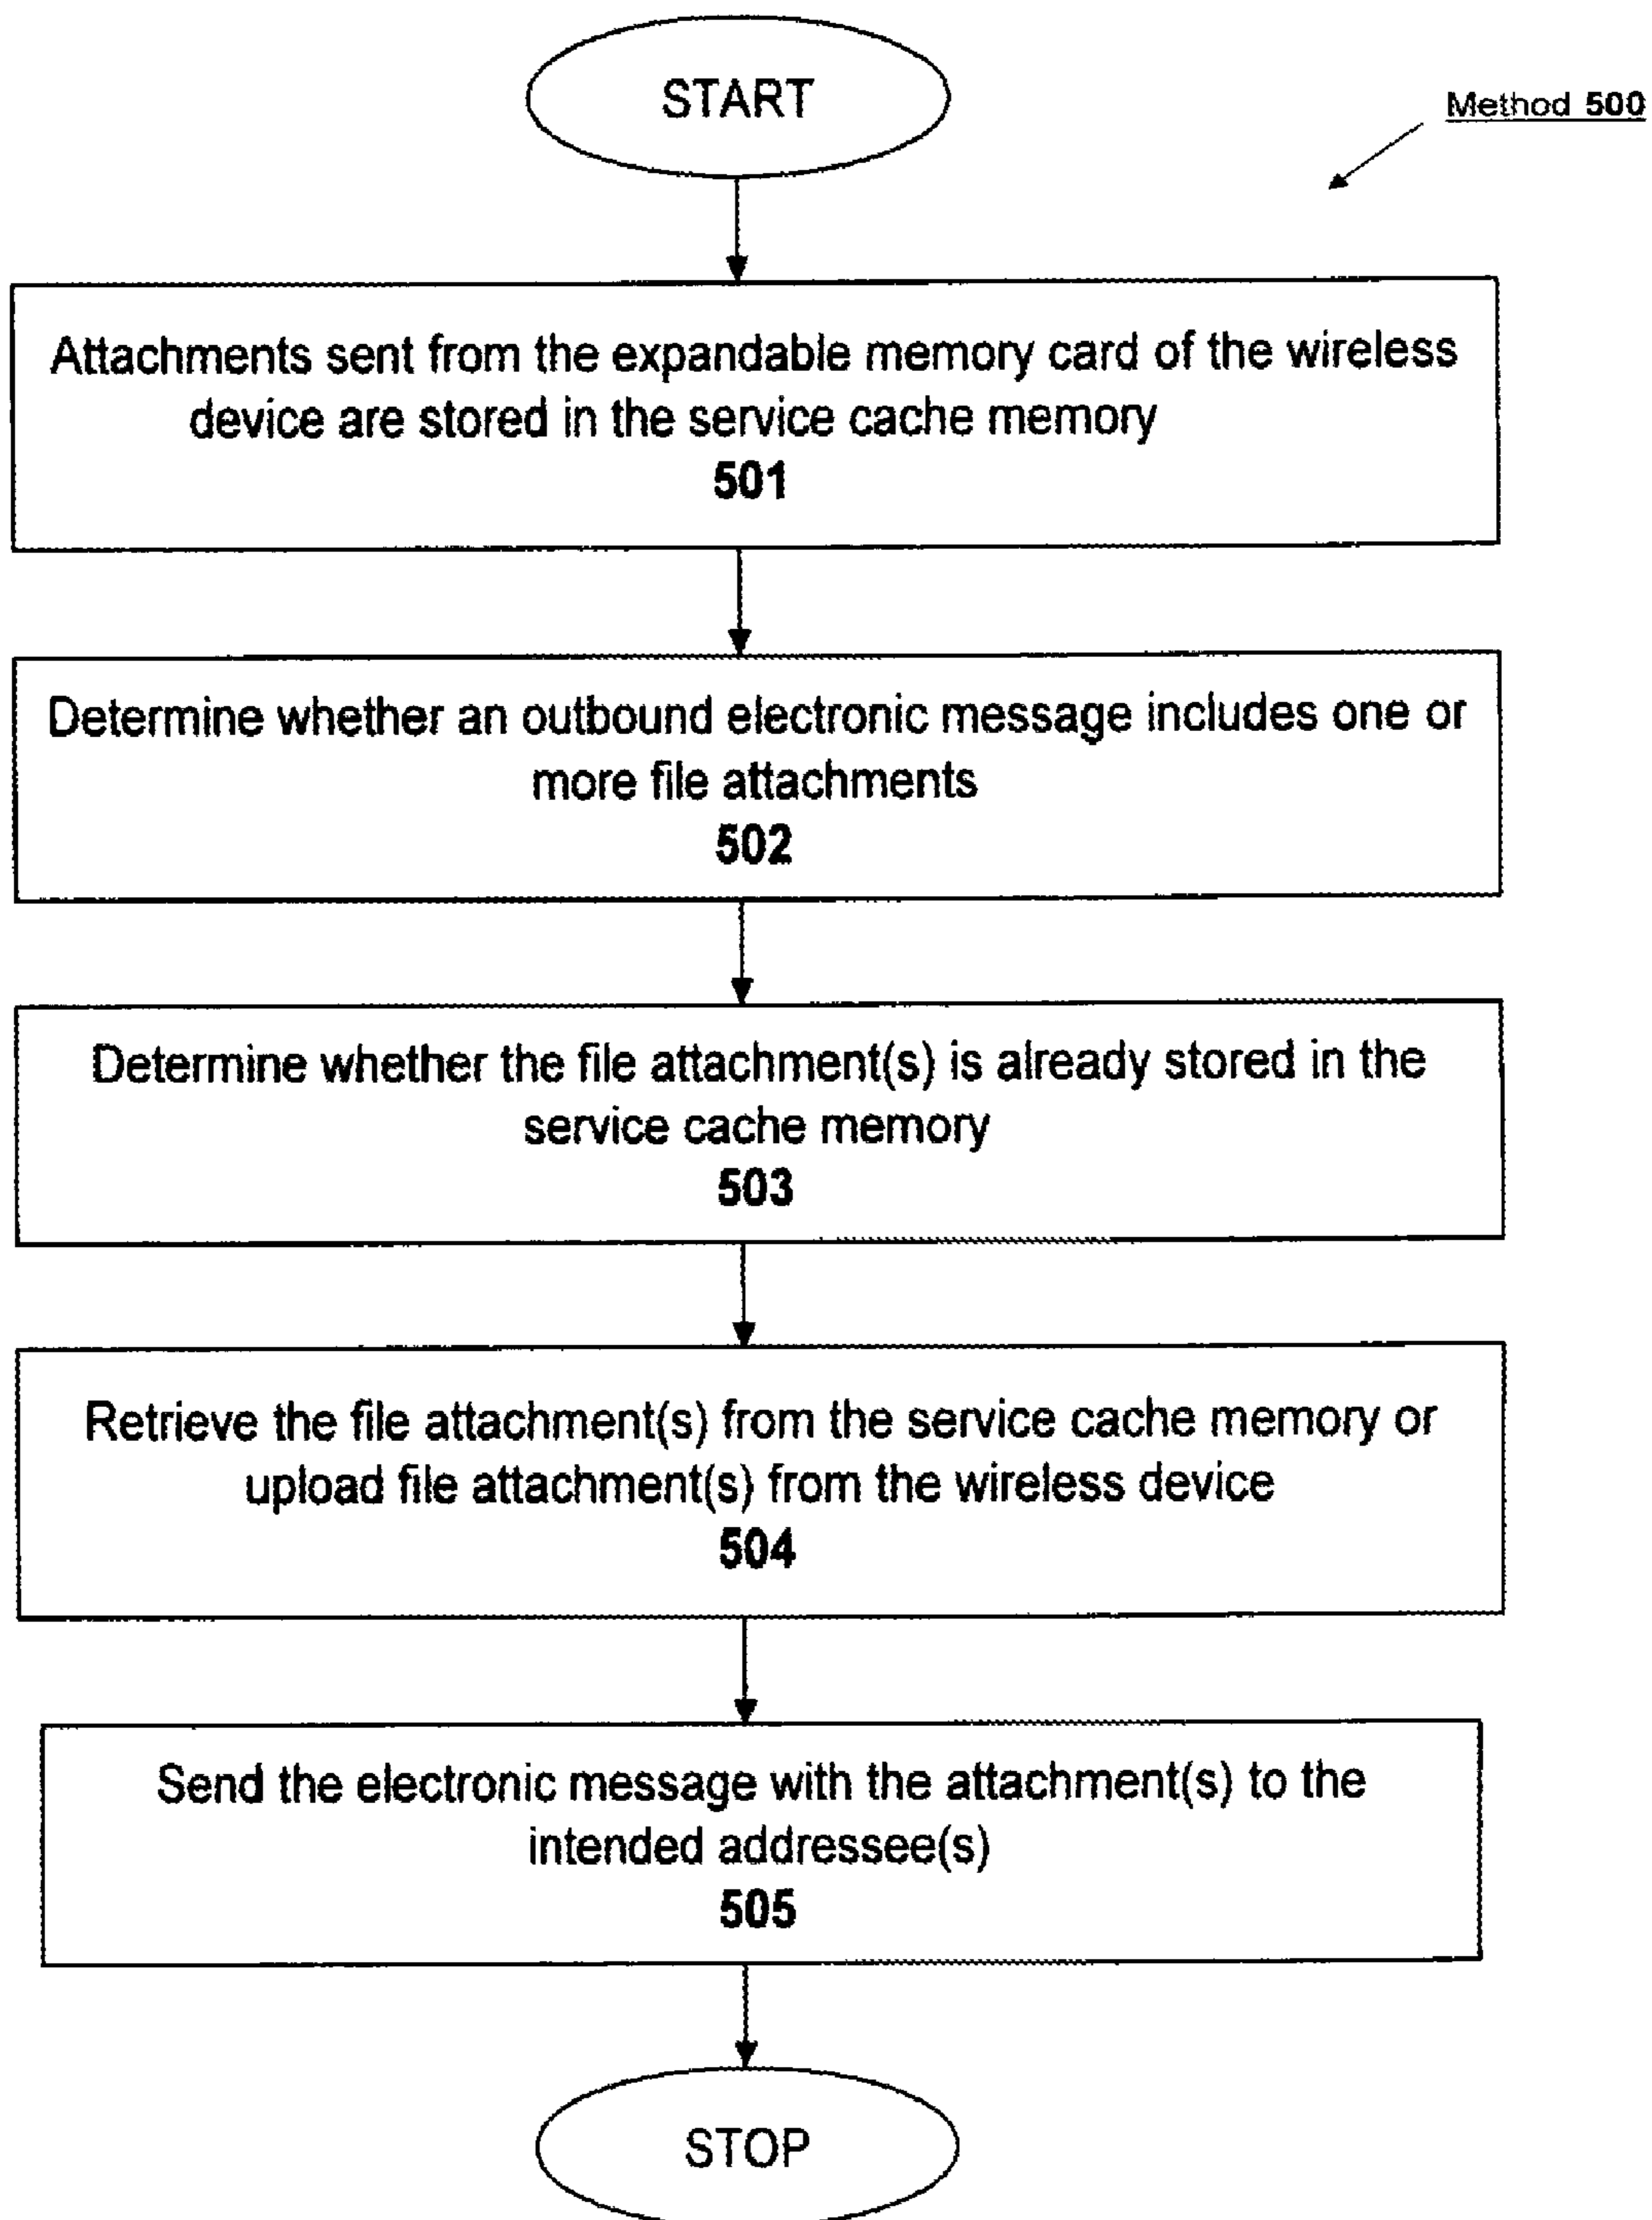 START
Method 500
Attachments sent from the expandable memory card of the wireless
device are stored in the service cache memory
501
Determine whether an outbound electronic message includes one or
more file attachments
502
Determine whether the file attachment(s) is already stored in the
service cache memory
503
Retrieve the file attachment(s) from the service cache memory or
upload file attachment(s) from the wireless device
504
Send the electronic message with the attachment(s) to the
intended addressee(s)
505
STOP